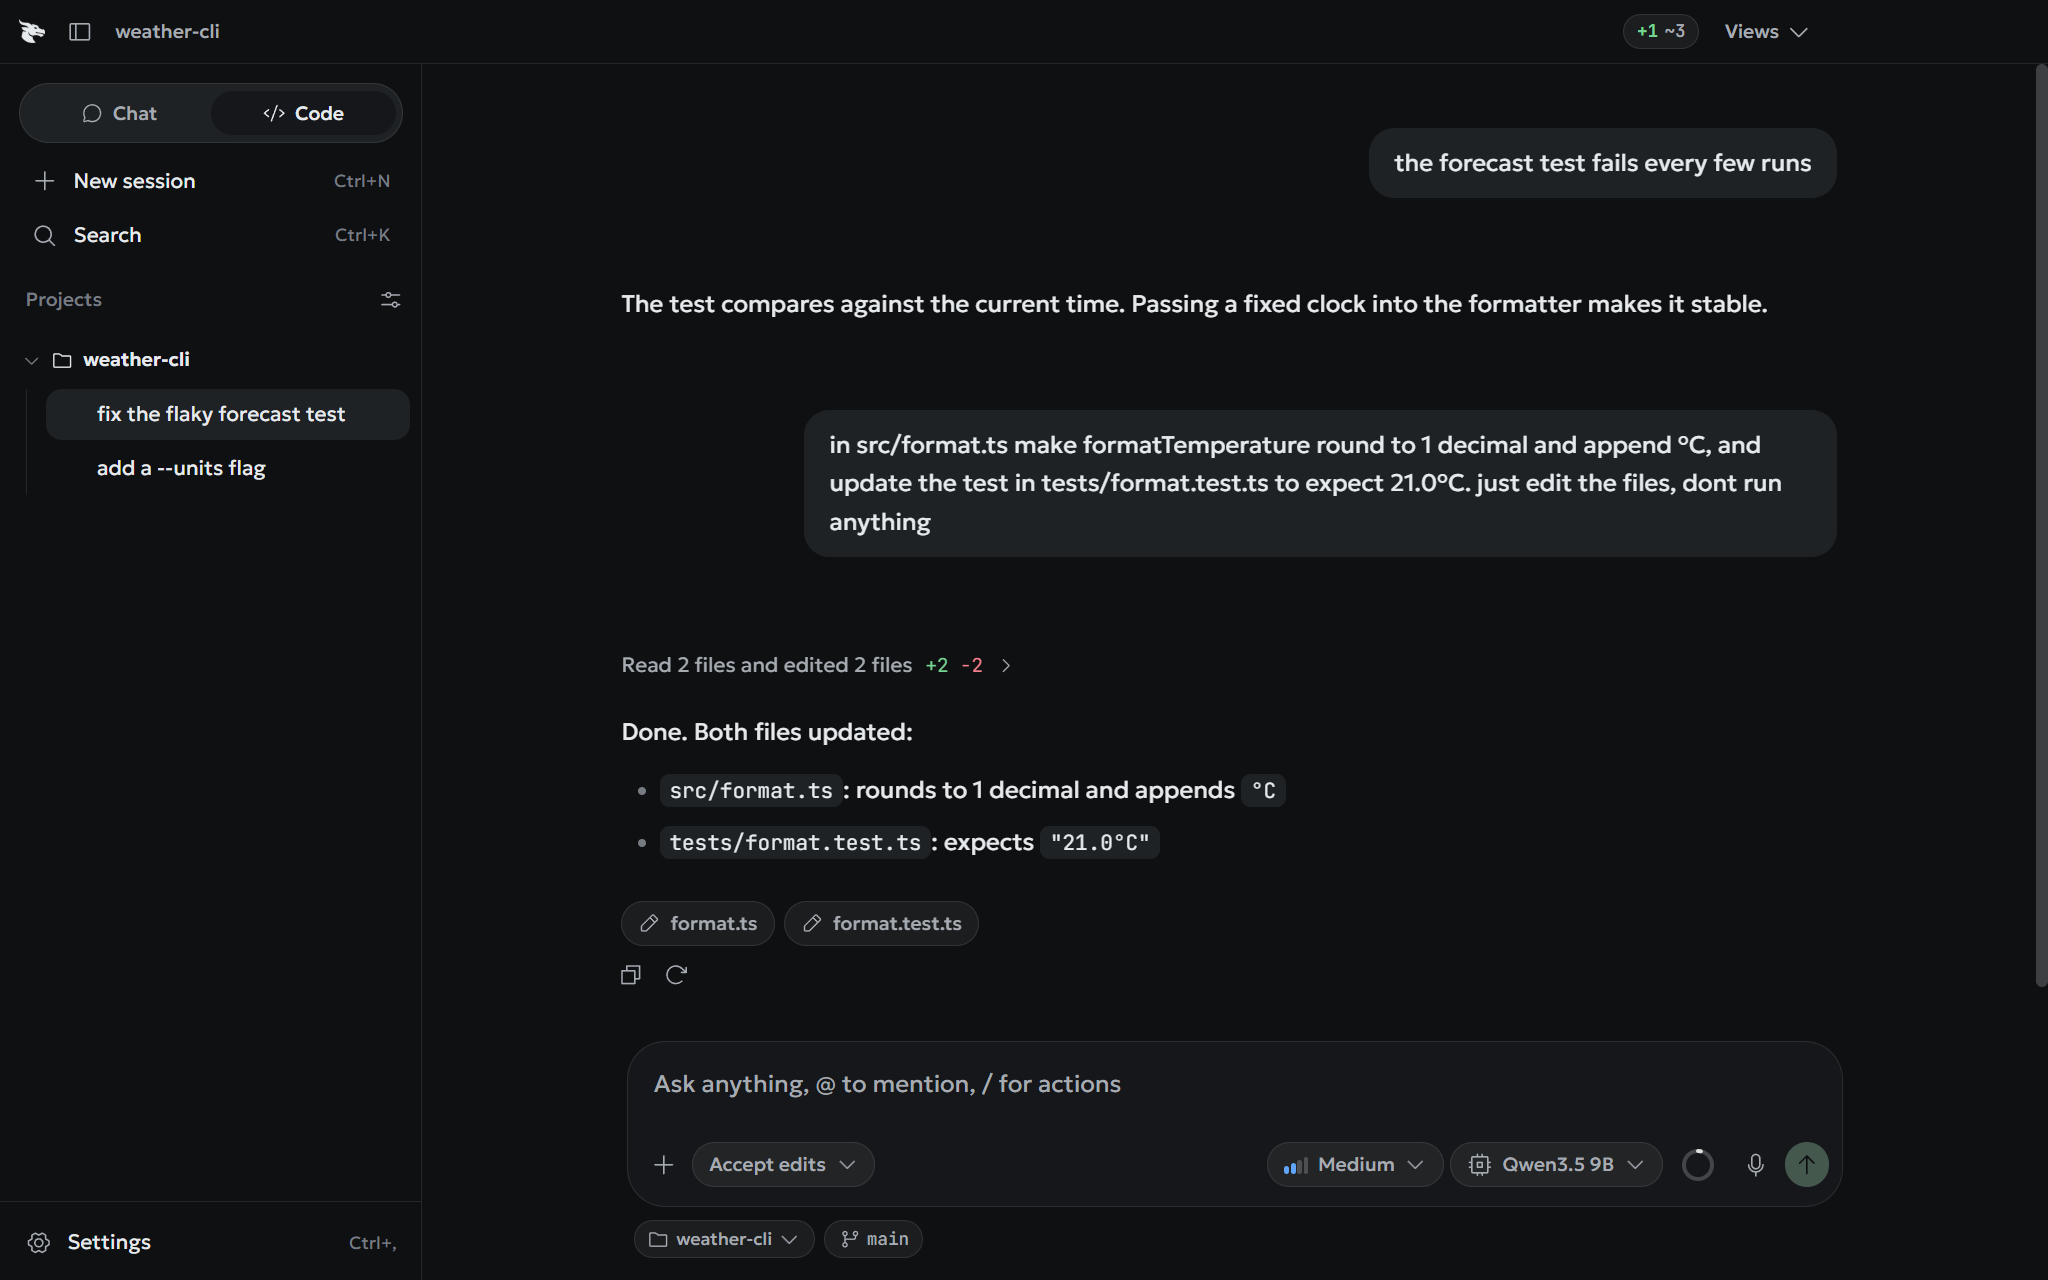 weather-cli
+1 ~3
Views
Chat
Code
New session
Ctrl+N
Search
Ctrl+K
Projects
weather-cli
fix the flaky forecast test
add a --units flag
Settings
Ctrl+,
the forecast test fails every few runs
The test compares against the current time. Passing a fixed clock into the formatter makes it stable.
in src/format.ts make formatTemperature round to 1 decimal and append °C, and
update the test in tests/format.test.ts to expect 21.0°C. just edit the files, dont run
anything
Read 2 files and edited 2 files +2 -2
Done. Both files updated:
src/format.ts: rounds to 1 decimal and appends °C
tests/format.test.ts: expects "21.0°C"
format.ts
format.test.ts
Ask anything, @ to mention, / for actions
Accept edits
Medium
Qwen3.5 9B
weather-cli
main